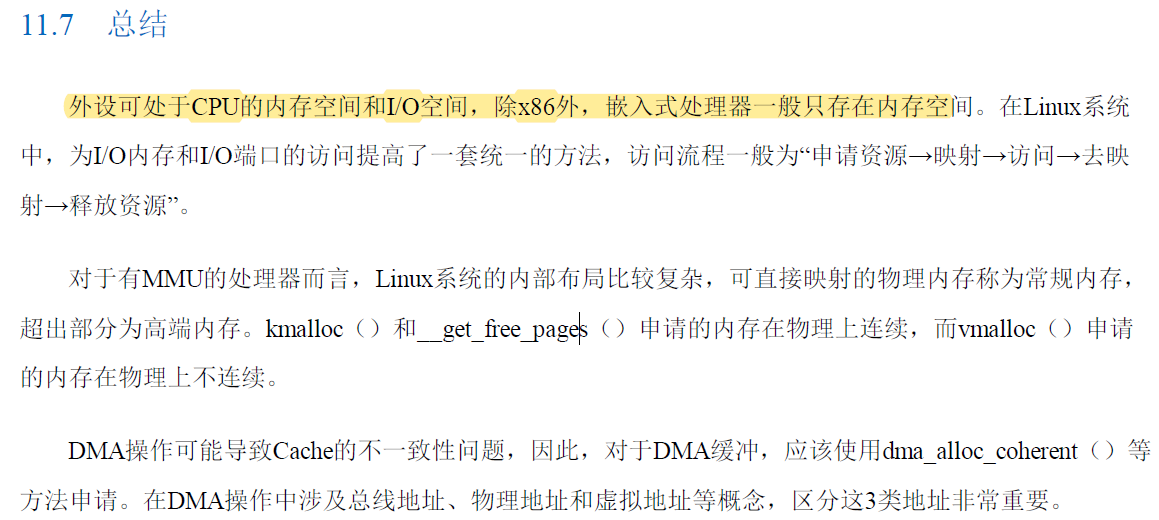 11.7 总结
外设可处于CPU的内存空间和I/O空间，除x86外，嵌入式处理器一般只存在内存空间。在Linux系统
中，为I/O内存和I/O端口的访问提高了一套统一的方法，访问流程一般为“申请资源→映射→访问→去映
射→释放资源”。
对于有MMU的处理器而言，Linux系统的内部布局比较复杂，可直接映射的物理内存称为常规内存，
超出部分为高端内存。kmalloc（）和__get_free_pages（）申请的内存在物理上连续，而vmalloc（）申请
的内存在物理上不连续。
DMA操作可能导致Cache的不一致性问题，因此，对于DMA缓冲，应该使用dma_alloc_coherent（）等
方法申请。在DMA操作中涉及总线地址、物理地址和虚拟地址等概念，区分这3类地址非常重要。